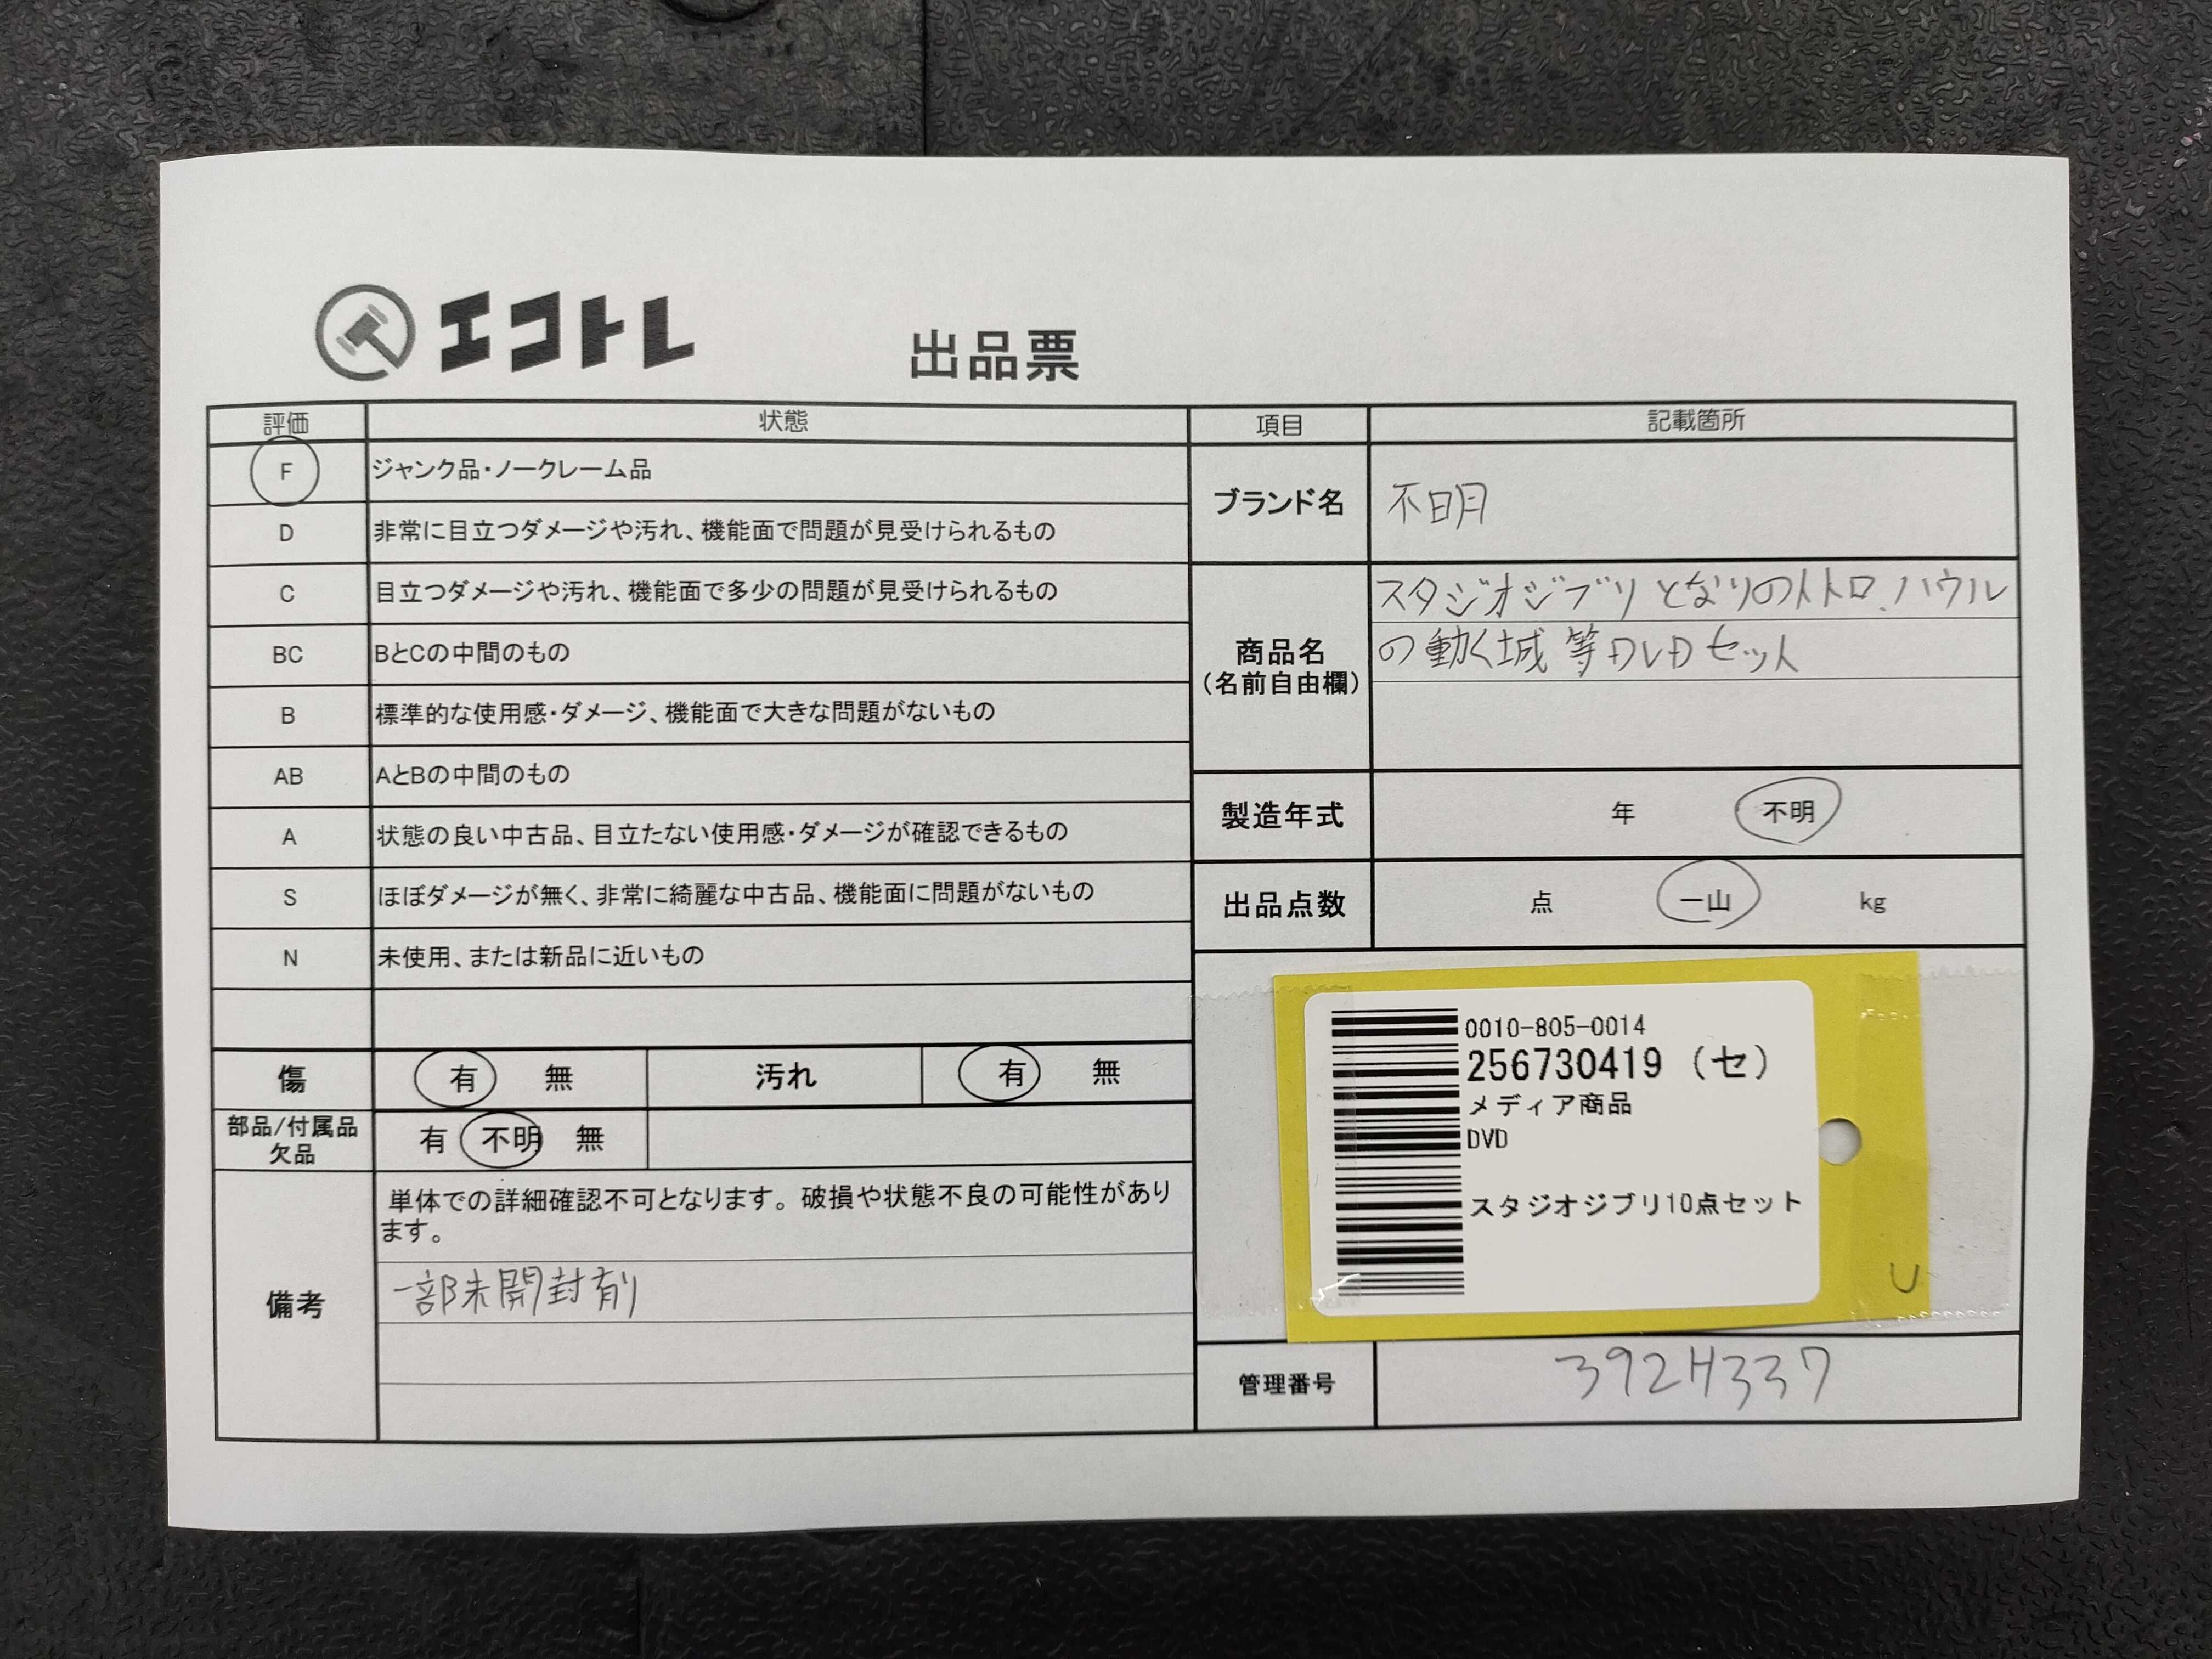 エコトレ
出品票
評価 状態
F ジャンク品・ノークレーム品
D 非常に目立つダメージや汚れ、機能面で問題が見受けられるもの
C 目立つダメージや汚れ、機能面で多少の問題が見受けられるもの
BC BとCの中間のもの
B 標準的な使用感・ダメージ、機能面で大きな問題がないもの
AB AとBの中間のもの
A 状態の良い中古品、目立たない使用感・ダメージが確認できるもの
S ほぼダメージが無く、非常に綺麗な中古品、機能面に問題がないもの
N 未使用、または新品に近いもの
傷 有 無 汚れ 有 無
部品/付属品
欠品
有 不明 無
備考
単体での詳細確認不可となります。破損や状態不良の可能性があり
ます。
一部未開封有り
項目 記載箇所
ブランド名 不明
商品名
(名前自由欄)
スタジオジブリ となりのトトロ、ハウル
の動く城 等DVDセット
製造年式 年 不明
出品点数 点 一山 kg
0010-805-0014
256730419 (セ)
メディア商品
DVD
スタジオジブリ10点セット
U
管理番号 392H337